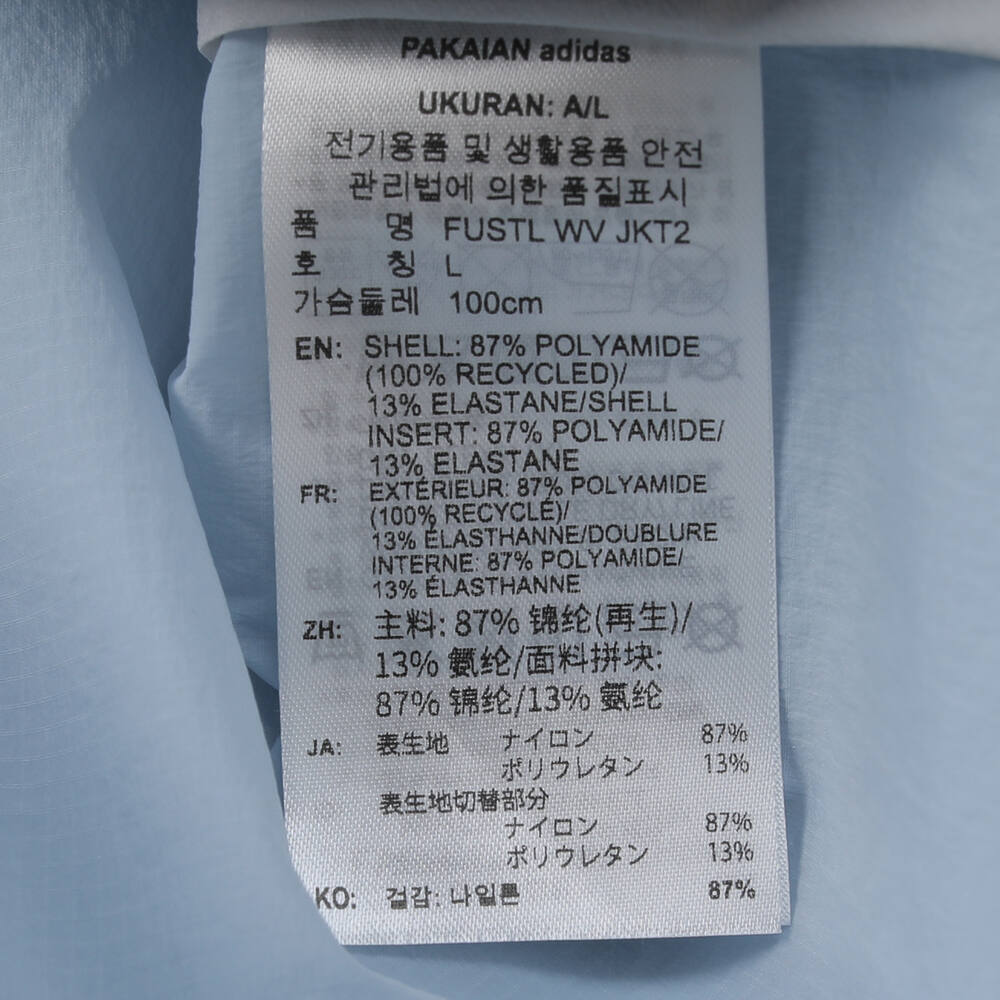 PAKAIAN adidas
UKURAN: A/L
전기용품 및 생활용품 안전
관리법에 의한 품질표시
품 명 FUSTL WV JKT2
호 칭 L
가슴둘레 100cm
EN: SHELL: 87% POLYAMIDE
(100% RECYCLED)/
13% ELASTANE/SHELL
INSERT: 87% POLYAMIDE/
13% ELASTANE
FR: EXTÉRIEUR: 87% POLYAMIDE
(100% RECYCLÉ)/
13% ÉLASTHANNE/DOUBLURE
INTERNE: 87% POLYAMIDE/
13% ÉLASTHANNE
ZH: 主料: 87% 锦纶(再生)/
13% 氨纶/面料拼块:
87% 锦纶/13% 氨纶
JA: 表生地 ナイロン 87%
ポリウレタン 13%
表生地切替部分
ナイロン 87%
ポリウレタン 13%
KO: 겉감: 나일론 87%